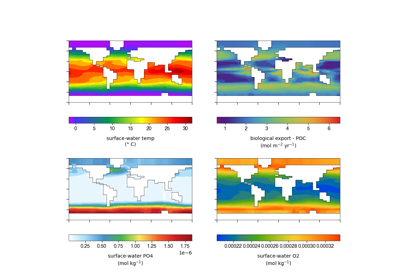 0 5 10 15 20 25 30
surface-water temp
(° C)
1 2 3 4 5 6
biological export - POC
(mol m⁻² yr⁻¹)
0.25 0.50 0.75 1.00 1.25 1.50 1.75
1e−6
surface-water PO4
(mol kg⁻¹)
0.00022 0.00024 0.00026 0.00028 0.00030 0.00032
surface-water O2
(mol kg⁻¹)